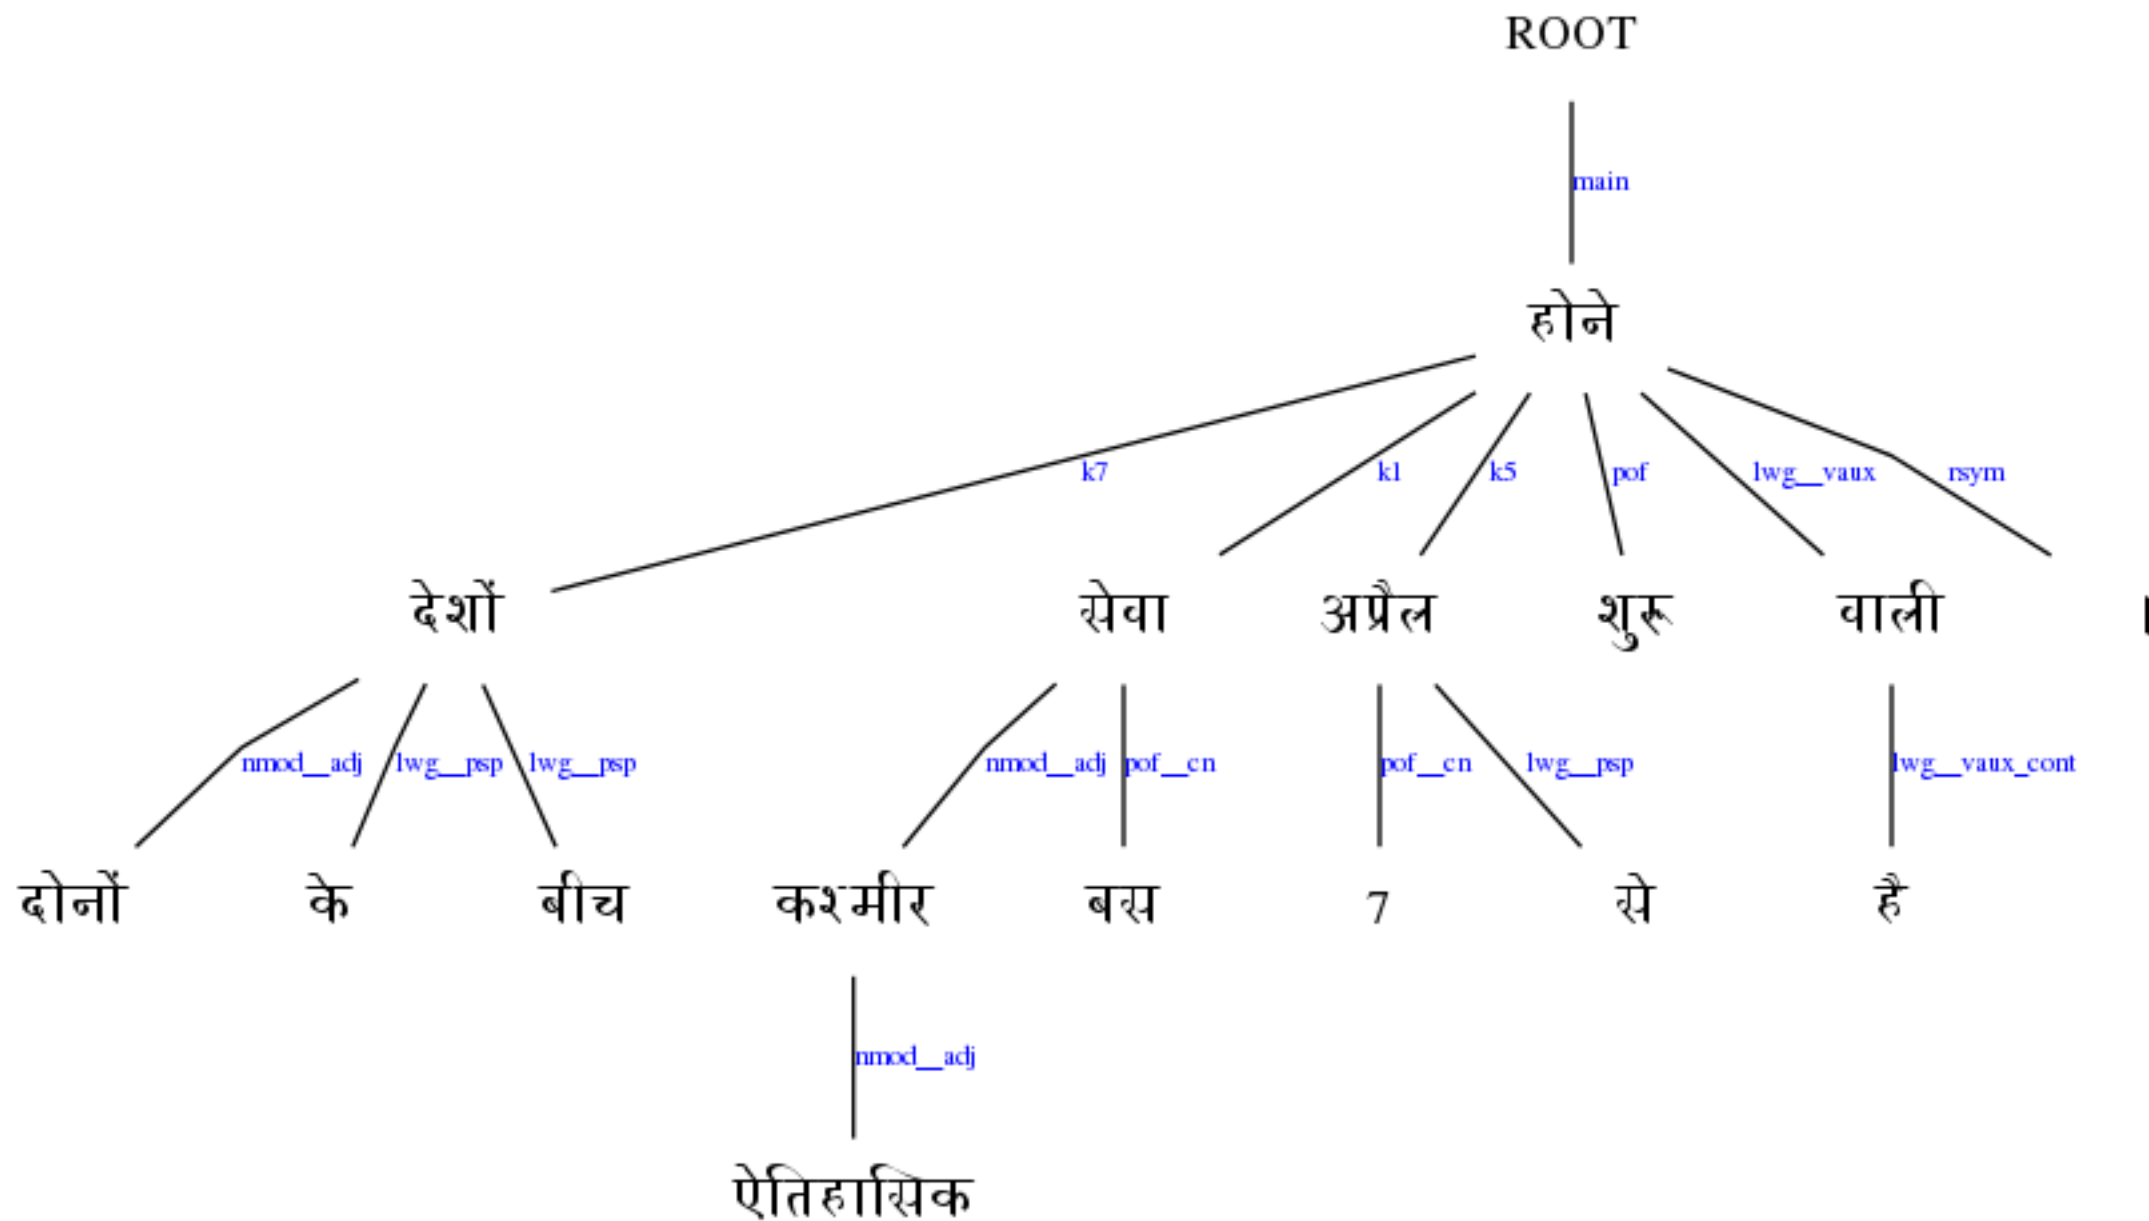 ROOT
main
होने
k7 k1 k5 pof lwg__vaux rsym
देशों सेवा अप्रैल शुरू वाली ।
nmod__adj lwg__psp lwg__psp nmod__adj pof__cn pof__cn lwg__psp lwg__vaux_cont
दोनों के बीच कश्मीर बस 7 से है
nmod__adj
ऐतिहासिक